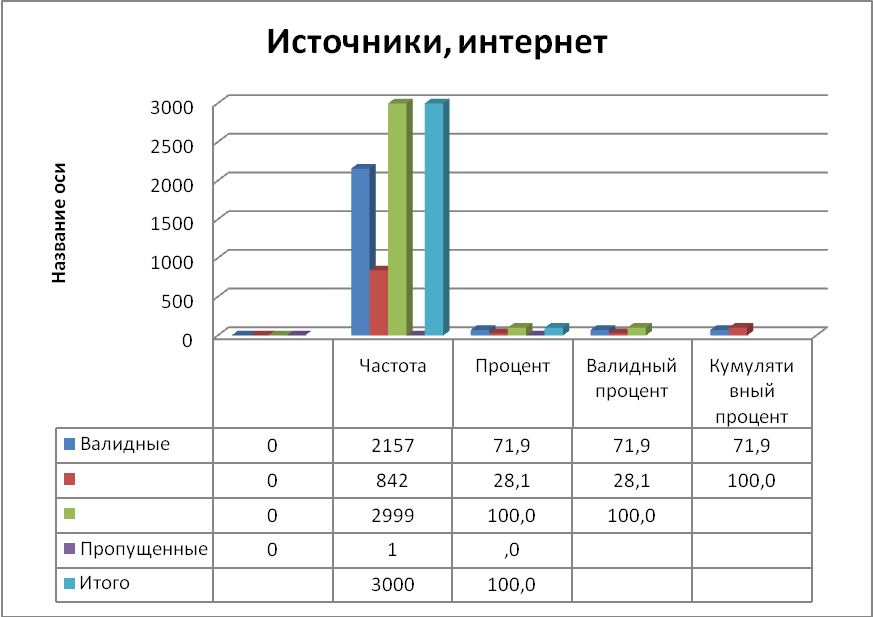 Источники, интернет
Название оси
3000
2500
2000
1500
1000
500
0
Частота Процент Валидный процент Кумуляти вный процент
Валидные 0 2157 71,9 71,9 71,9
0 842 28,1 28,1 100,0
0 2999 100,0 100,0
Пропущенные 0 1 ,0
Итого 3000 100,0